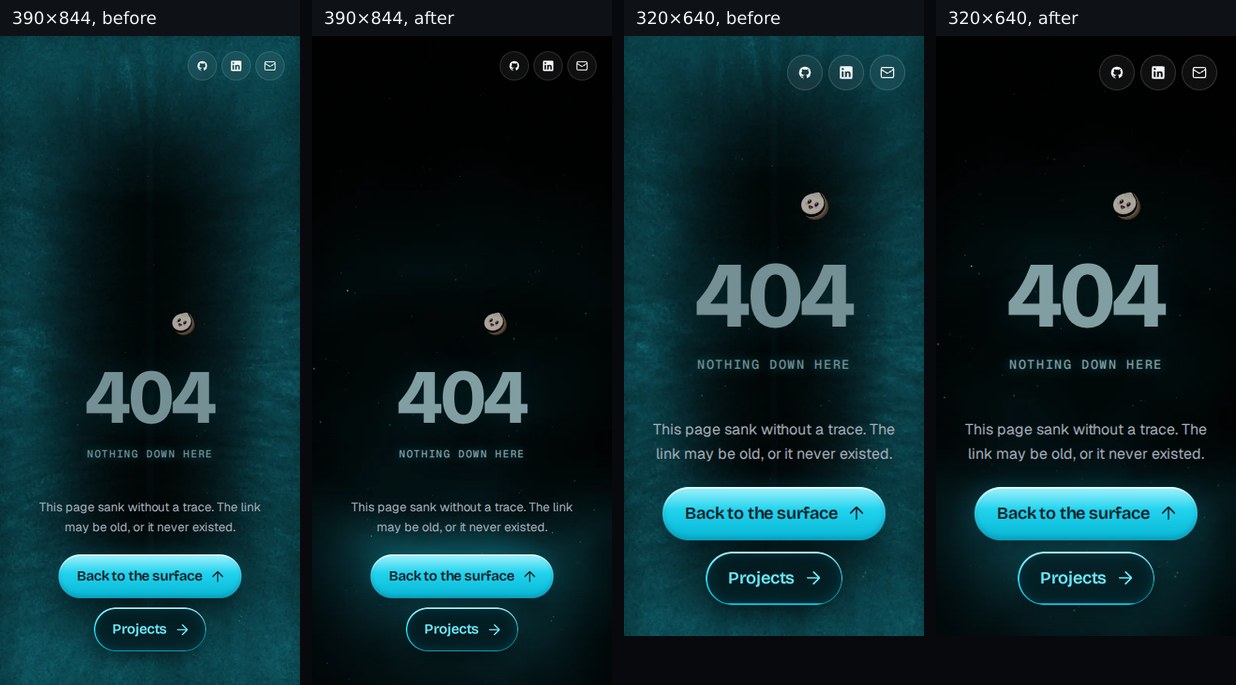 390×844, before
404
NOTHING DOWN HERE
This page sank without a trace. The link
may be old, or it never existed.
Back to the surface
Projects
390×844, after
404
NOTHING DOWN HERE
This page sank without a trace. The link
may be old, or it never existed.
Back to the surface
Projects
320×640, before
404
NOTHING DOWN HERE
This page sank without a trace. The
link may be old, or it never existed.
Back to the surface
Projects
320×640, after
404
NOTHING DOWN HERE
This page sank without a trace. The
link may be old, or it never existed.
Back to the surface
Projects